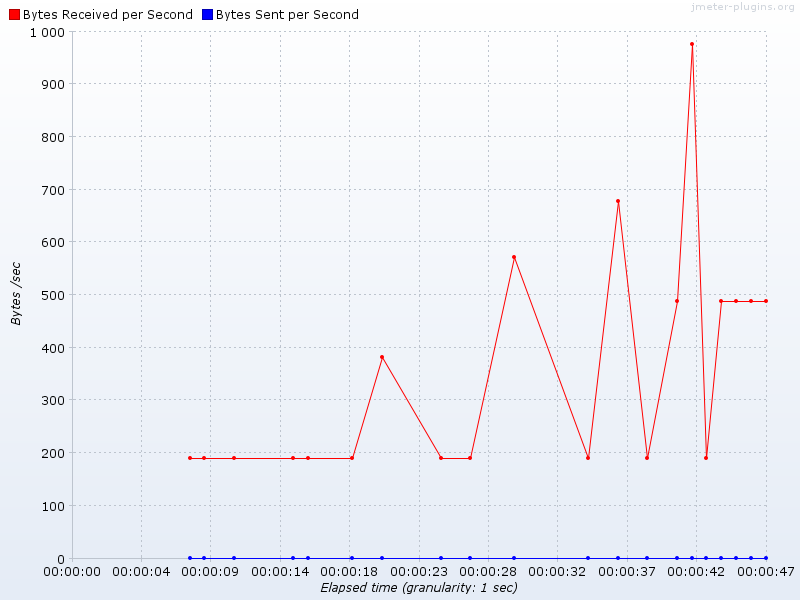 jmeter-plugins.org
Bytes Received per Second Bytes Sent per Second
1 000
900
800
700
600
500
400
300
200
100
0
Bytes /sec
00:00:00 00:00:04 00:00:09 00:00:14 00:00:18 00:00:23 00:00:28 00:00:32 00:00:37 00:00:42 00:00:47
Elapsed time (granularity: 1 sec)